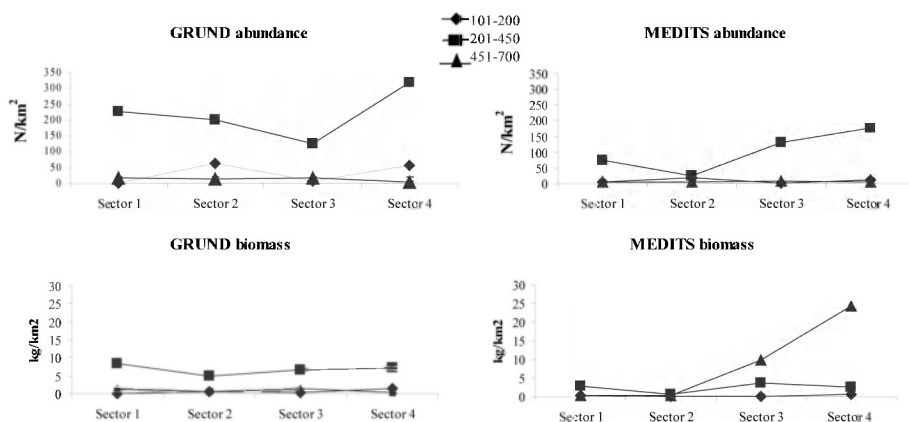 GRUND abundance
101-200
201-450
451-700
MEDITS abundance
N/km²
350
300
250
200
150
100
50
0
Sector 1 Sector 2 Sector 3 Sector 4
N/km²
350
300
250
200
150
100
50
0
Sector 1 Sector 2 Sector 3 Sector 4
GRUND biomass
MEDITS biomass
kg/km2
30
25
20
15
10
5
0
Sector 1 Sector 2 Sector 3 Sector 4
kg/km2
30
25
20
15
10
5
0
Sector 1 Sector 2 Sector 3 Sector 4